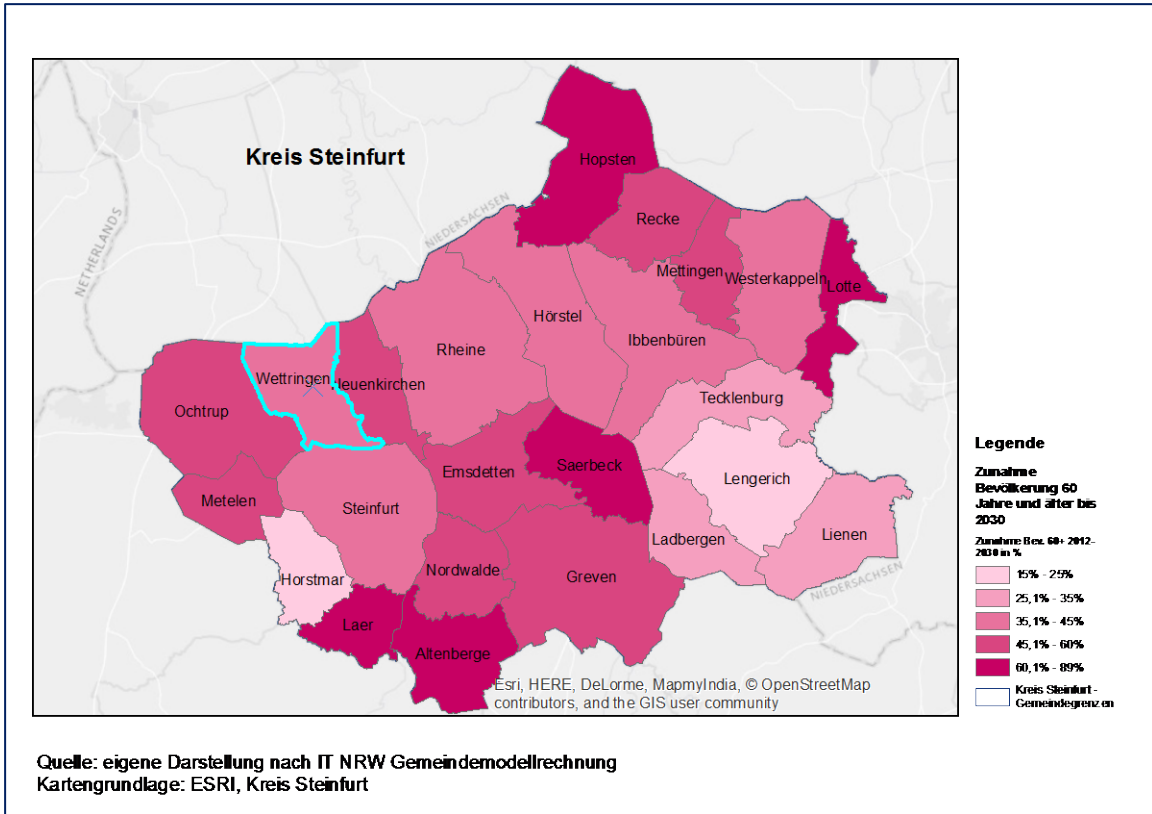 Kreis Steinfurt
NETHERLANDS
NIEDERSACHSEN
Hopsten
Recke
Mettingen
Westerkappeln
Lotte
Hörstel
Ibbenbüren
Rheine
Wettringen
Neuenkirchen
Ochtrup
Tecklenburg
Metelen
Emsdetten
Saerbeck
Lengerich
Steinfurt
Ladbergen
Lienen
Horstmar
Nordwalde
Greven
NIEDERSACHSEN
Laer
Altenberge
Esri, HERE, DeLorme, MapmyIndia, © OpenStreetMap
contributors, and the GIS user community
Legende
Zunahme
Bevölkerung 60
Jahre und älter bis
2030
Zunahme Bev. 60+ 2012-
2030 in %
15% - 25%
25,1% - 35%
35,1% - 45%
45,1% - 60%
60,1% - 89%
Kreis Steinfurt -
Gemeindegrenzen
Quelle: eigene Darstellung nach IT NRW Gemeindemodellrechnung
Kartengrundlage: ESRI, Kreis Steinfurt